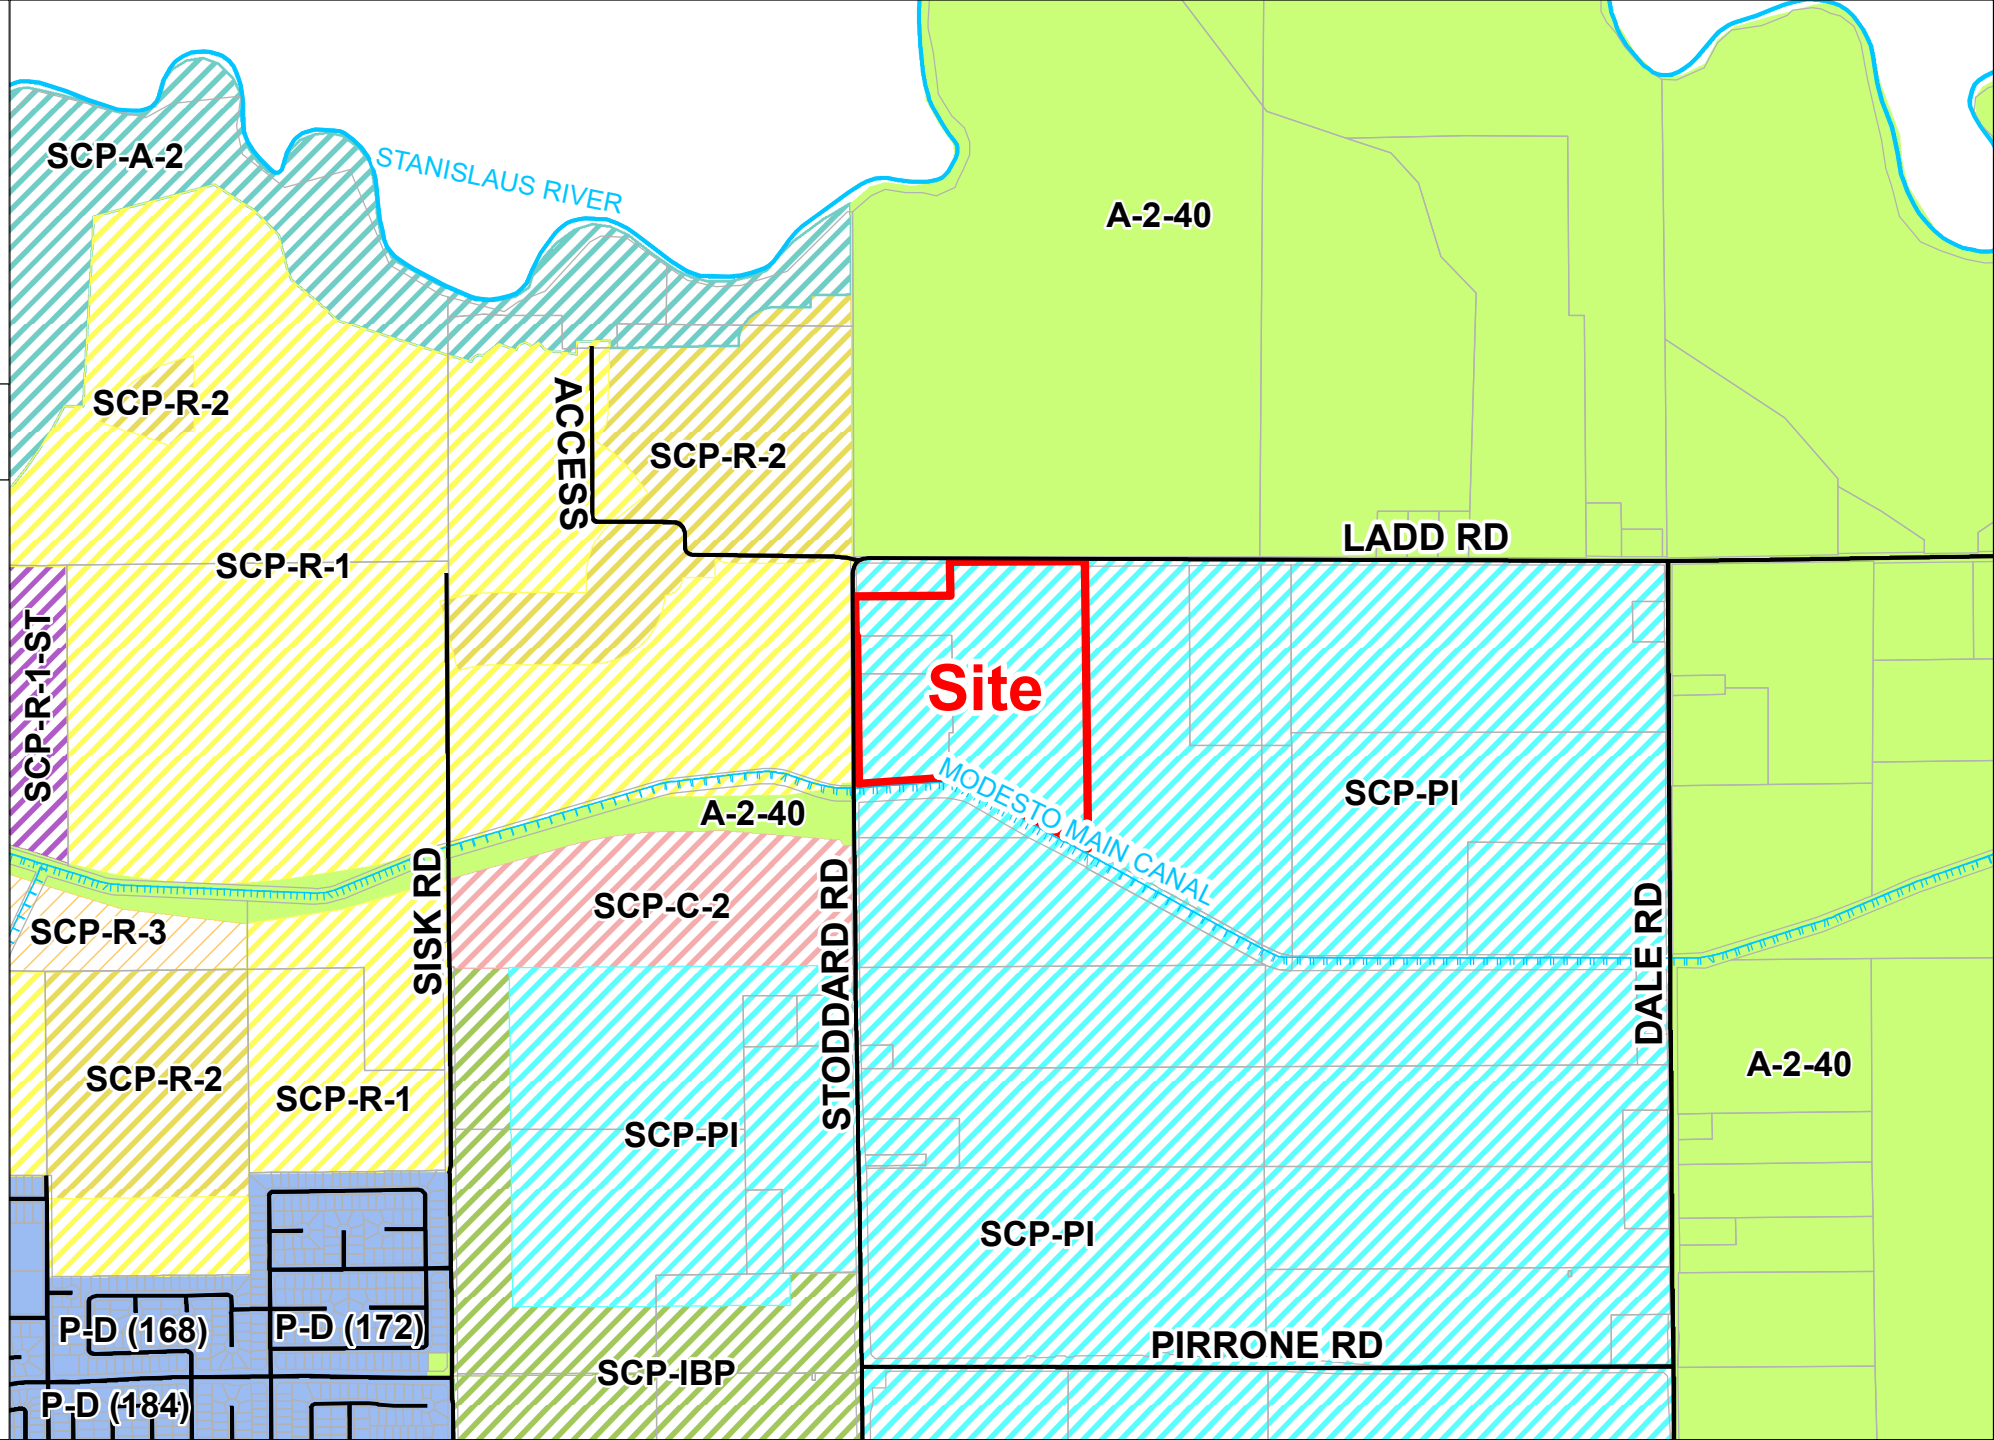 SCP-A-2
STANISLAUS RIVER
A-2-40
SCP-R-2
ACCESS
SCP-R-2
LADD RD
SCP-R-1
SCP-R-1-ST
Site
MODESTO MAIN CANAL
SCP-PI
A-2-40
SISK RD
SCP-C-2
STODDARD RD
DALE RD
SCP-R-3
SCP-R-2
SCP-R-1
SCP-PI
A-2-40
SCP-PI
P-D (168)
P-D (172)
PIRRONE RD
SCP-IBP
P-D (184)